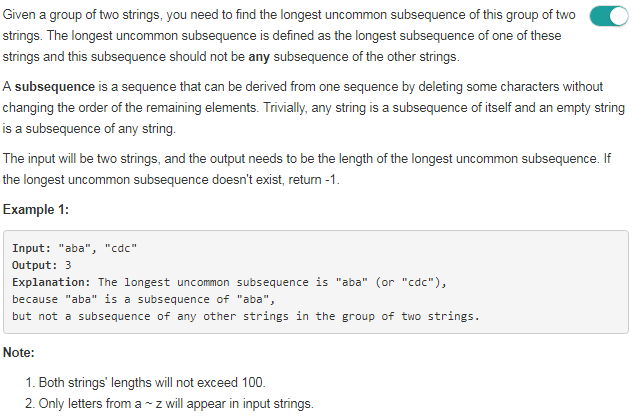 Given a group of two strings, you need to find the longest uncommon subsequence of this group of two
strings. The longest uncommon subsequence is defined as the longest subsequence of one of these
strings and this subsequence should not be any subsequence of the other strings.
A subsequence is a sequence that can be derived from one sequence by deleting some characters without
changing the order of the remaining elements. Trivially, any string is a subsequence of itself and an empty string
is a subsequence of any string.
The input will be two strings, and the output needs to be the length of the longest uncommon subsequence. If
the longest uncommon subsequence doesn't exist, return -1.
Example 1:
Input: "aba", "cdc"
Output: 3
Explanation: The longest uncommon subsequence is "aba" (or "cdc"),
because "aba" is a subsequence of "aba",
but not a subsequence of any other strings in the group of two strings.
Note:
1. Both strings' lengths will not exceed 100.
2. Only letters from a ~ z will appear in input strings.